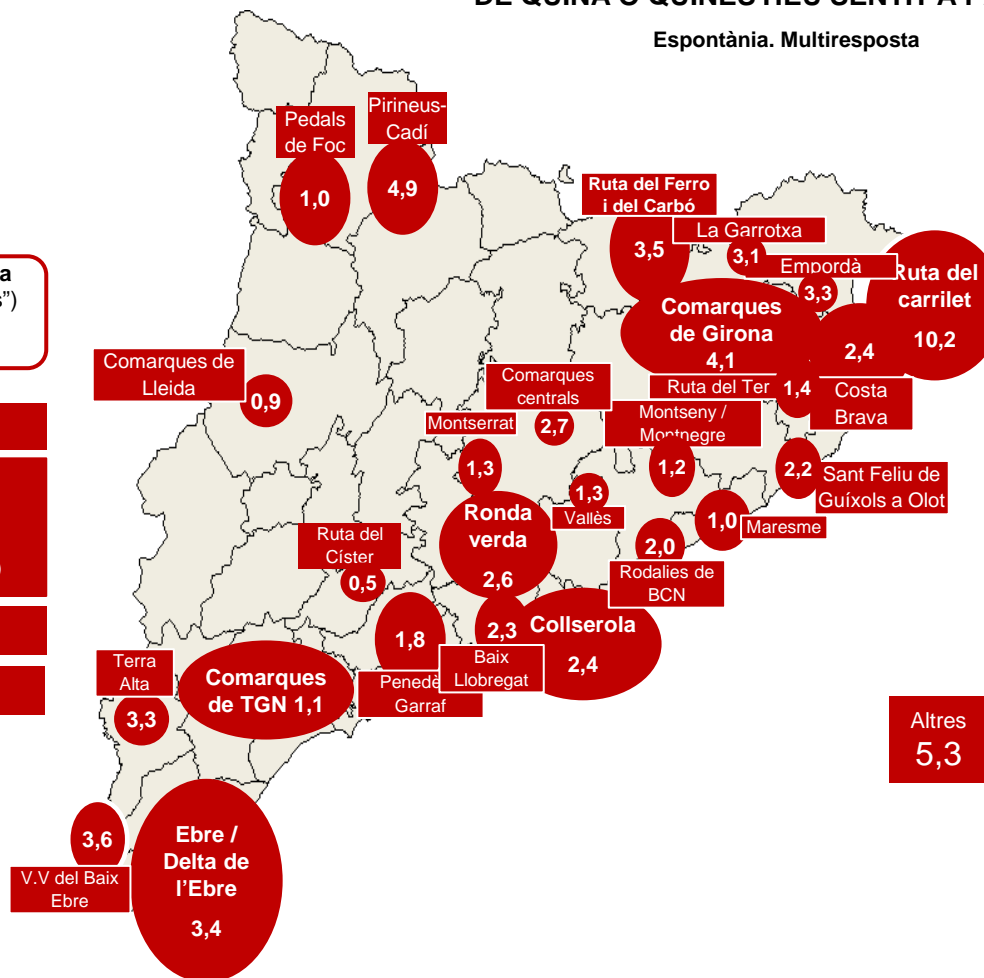 Espontània. Multiresposta
Pedals
de Foc
1,0
Pirineus-
Cadí
4,9
Ruta del Ferro
i del Carbó
3,5
La Garrotxa
3,1
Empordà
3,3
Ruta del
carrilet
10,2
Comarques
de Girona
4,1
2,4
Costa
Brava
Ruta del Ter
1,4
Comarques de
Lleida
0,9
Comarques
centrals
2,7
Montserrat
1,3
Montseny /
Montnegre
1,2
2,2
Sant Feliu de
Guíxols a Olot
1,3
Vallès
1,0
Maresme
Ronda
verda
2,6
2,0
Rodalies de
BCN
Ruta del
Císter
0,5
1,8
Garraf
2,3
Baix
Llobregat
Collserola
2,4
Terra
Alta
3,3
Comarques
de TGN 1,1
Altres
5,3
3,6
V.V del Baix
Ebre
Ebre /
Delta de
l’Ebre
3,4